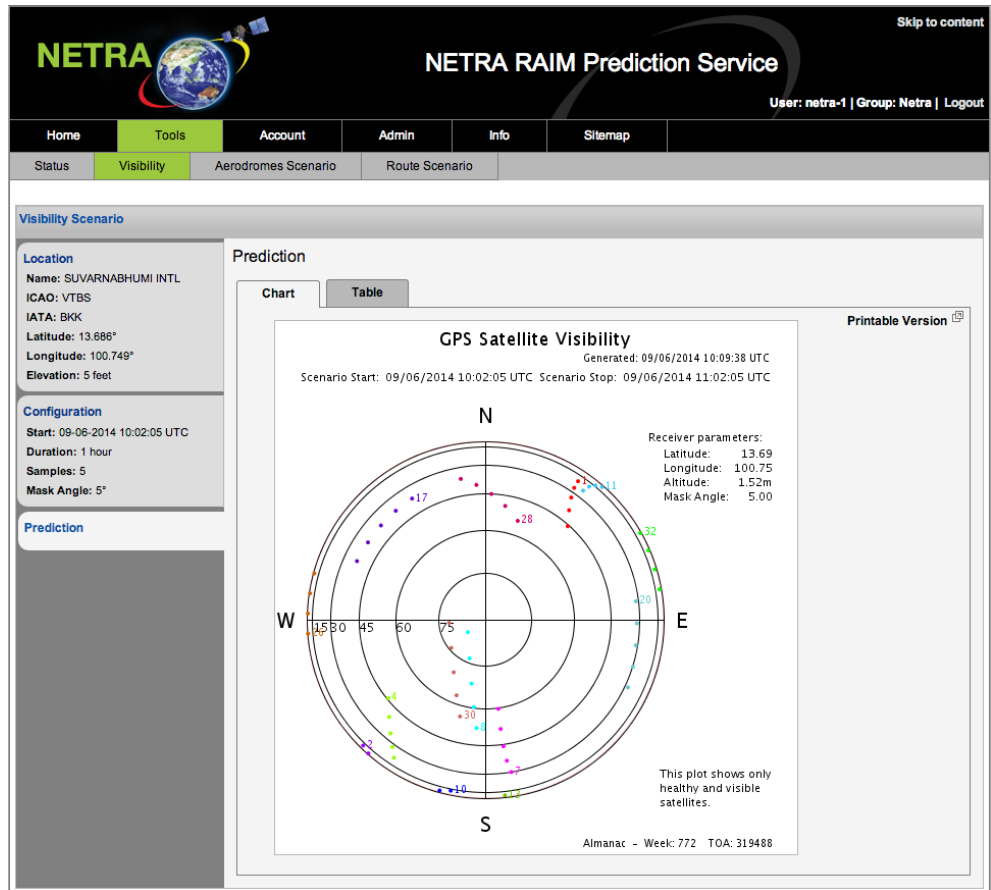 Skip to content
NETRA
NETRA RAIM Prediction Service
User: netra-1 | Group: Netra | Logout
Home Tools Account Admin Info Sitemap
Status Visibility Aerodromes Scenario Route Scenario
Visibility Scenario
Location
Name: SUVARNABHUMI INTL
ICAO: VTBS
IATA: BKK
Latitude: 13.686°
Longitude: 100.749°
Elevation: 5 feet
Configuration
Start: 09-06-2014 10:02:05 UTC
Duration: 1 hour
Samples: 5
Mask Angle: 5°
Prediction
Prediction
Chart Table
Printable Version
GPS Satellite Visibility
Generated: 09/06/2014 10:09:38 UTC
Scenario Start: 09/06/2014 10:02:05 UTC Scenario Stop: 09/06/2014 11:02:05 UTC
N
Receiver parameters:
Latitude: 13.69
Longitude: 100.75
Altitude: 1.52m
Mask Angle: 5.00
1
11
17
28
32
20
W
15 30 45 60 75
E
4
30
8
2
7
10
S
This plot shows only
healthy and visible
satellites.
Almanac - Week: 772 TOA: 319488